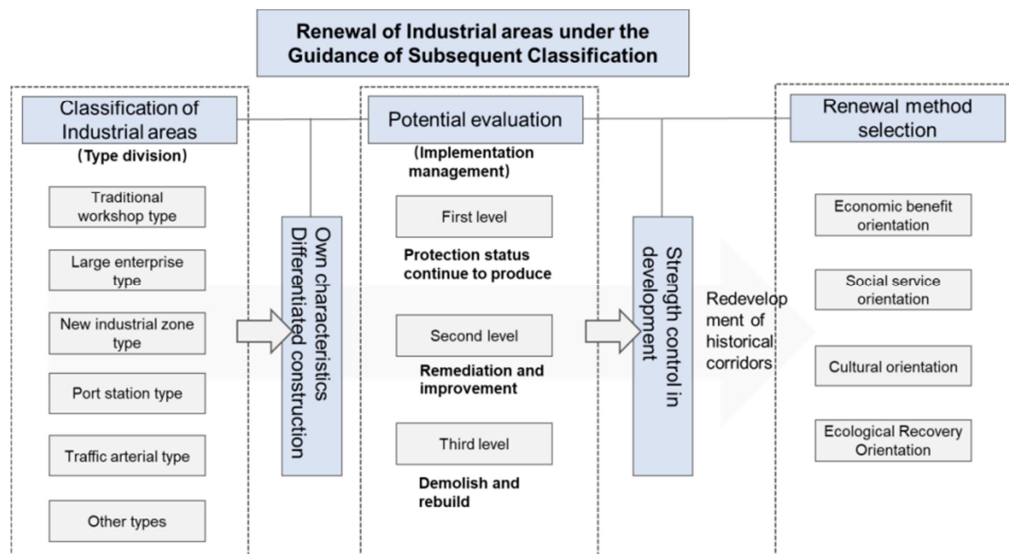 Renewal of Industrial areas under the
Guidance of Subsequent Classification
Classification of
Industrial areas
(Type division)
Traditional
workshop type
Large enterprise
type
New industrial zone
type
Port station type
Traffic arterial type
Other types
Own characteristics
Differentiated construction
Potential evaluation
(Implementation
management)
First level
Protection status
continue to produce
Second level
Remediation and
improvement
Third level
Demolish and
rebuild
Strength control in
development
Redevelop
ment of
historical
corridors
Renewal method
selection
Economic benefit
orientation
Social service
orientation
Cultural orientation
Ecological Recovery
Orientation